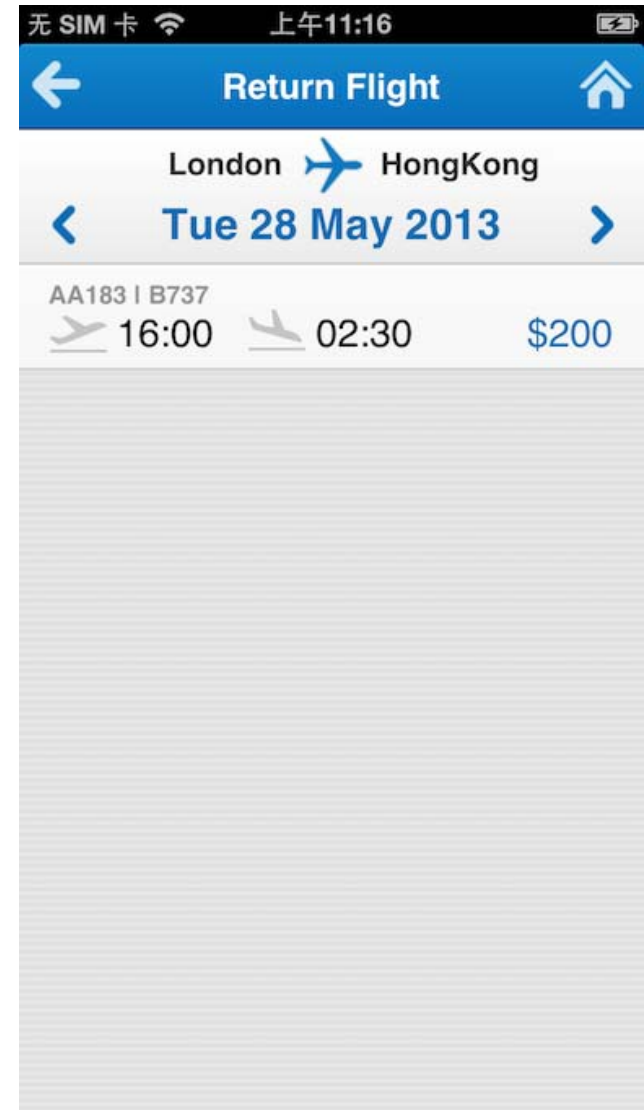 无 SIM 卡 上午11:16
Return Flight
London HongKong
Tue 28 May 2013
AA183 | B737
16:00 02:30 $200